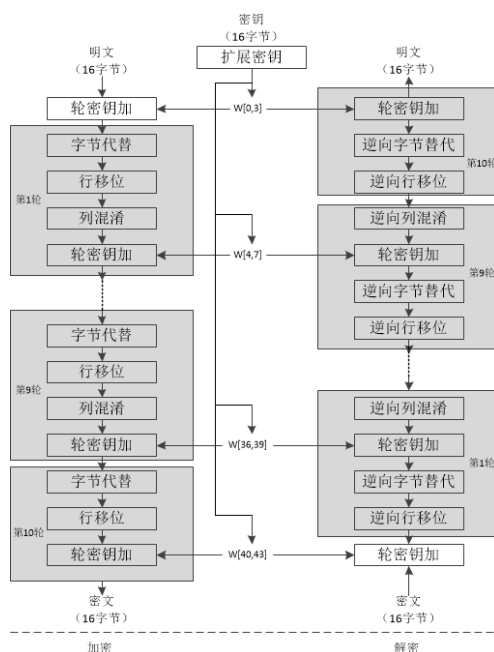 密钥
（16字节）
扩展密钥
明文
（16字节）
轮密钥加
字节代替
行移位
列混淆
轮密钥加
第1轮
字节代替
行移位
列混淆
轮密钥加
第9轮
字节代替
行移位
轮密钥加
第10轮
密文
（16字节）
加密
W[0,3]
W[4,7]
W[36,39]
W[40,43]
明文
（16字节）
轮密钥加
逆向字节替代
逆向行移位
第10轮
逆向列混淆
轮密钥加
逆向字节替代
逆向行移位
第9轮
逆向列混淆
轮密钥加
逆向字节替代
逆向行移位
第1轮
轮密钥加
密文
（16字节）
解密